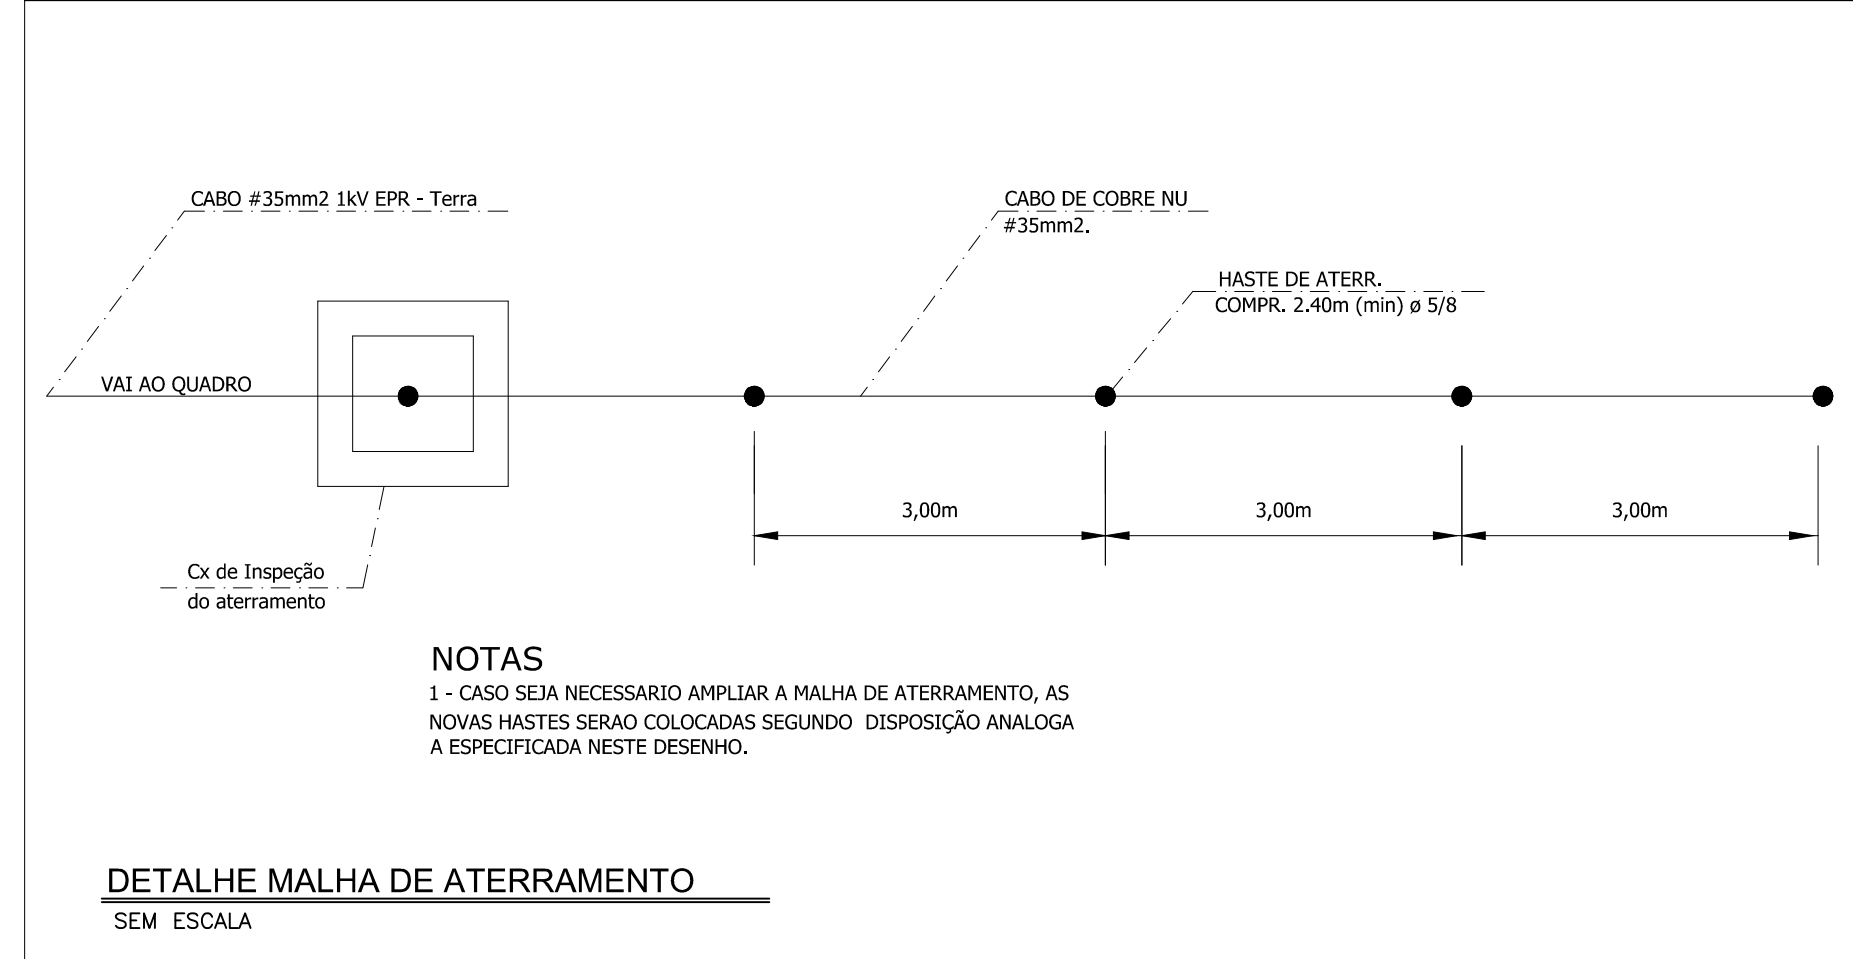 CABO #35mm2 1kV EPR - Terra
CABO DE COBRE NU
#35mm2.
HASTE DE ATERR.
COMPR. 2.40m (min) ø 5/8
VAI AO QUADRO
3,00m
3,00m
3,00m
Cx de Inspeção
do aterramento
NOTAS
1 - CASO SEJA NECESSARIO AMPLIAR A MALHA DE ATERRAMENTO, AS
NOVAS HASTES SERAO COLOCADAS SEGUNDO DISPOSIÇÃO ANALOGA
A ESPECIFICADA NESTE DESENHO.
DETALHE MALHA DE ATERRAMENTO
SEM ESCALA